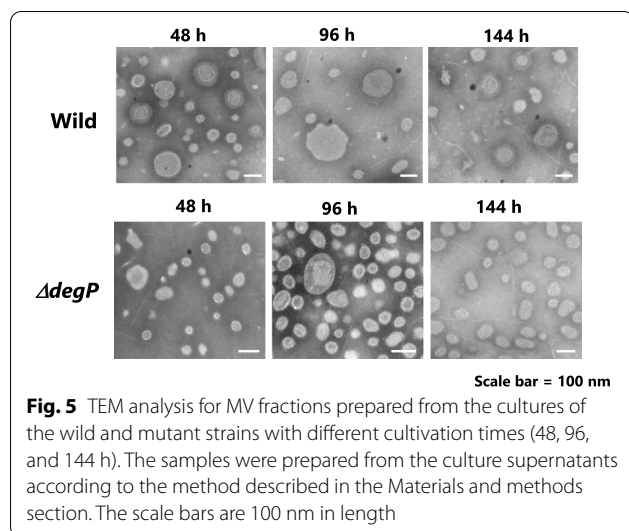 48 h 96 h 144 h
Wild
48 h 96 h 144 h
ΔdegP
Scale bar = 100 nm
Fig. 5 TEM analysis for MV fractions prepared from the cultures of
the wild and mutant strains with different cultivation times (48, 96,
and 144 h). The samples were prepared from the culture supernatants
according to the method described in the Materials and methods
section. The scale bars are 100 nm in length